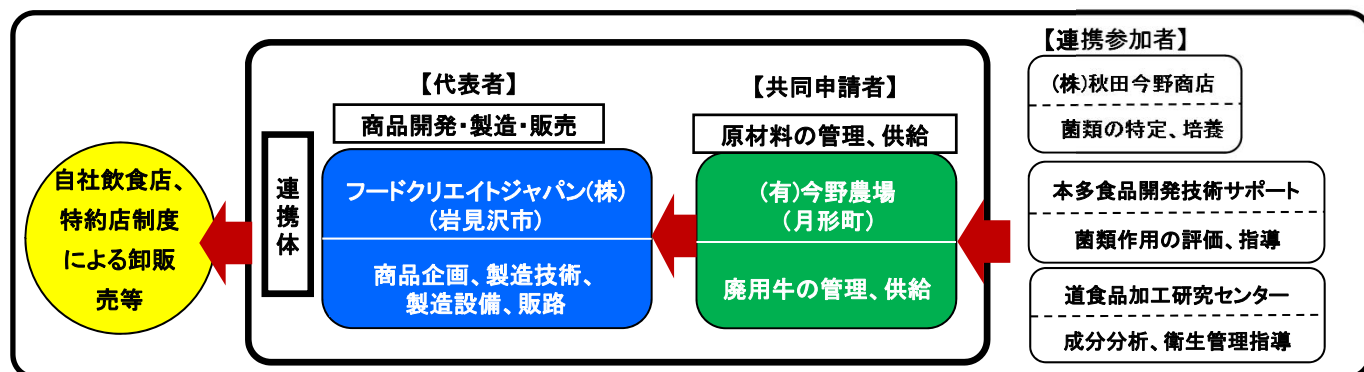 自社飲食店、
特約店制度
による卸販
売等
連携体
【代表者】
商品開発・製造・販売
フードクリエイトジャパン(株)
(岩見沢市)
商品企画、製造技術、
製造設備、販路
【共同申請者】
原材料の管理、供給
(有)今野農場
(月形町)
廃用牛の管理、供給
【連携参加者】
(株)秋田今野商店
菌類の特定、培養
本多食品開発技術サポート
菌類作用の評価、指導
道食品加工研究センター
成分分析、衛生管理指導